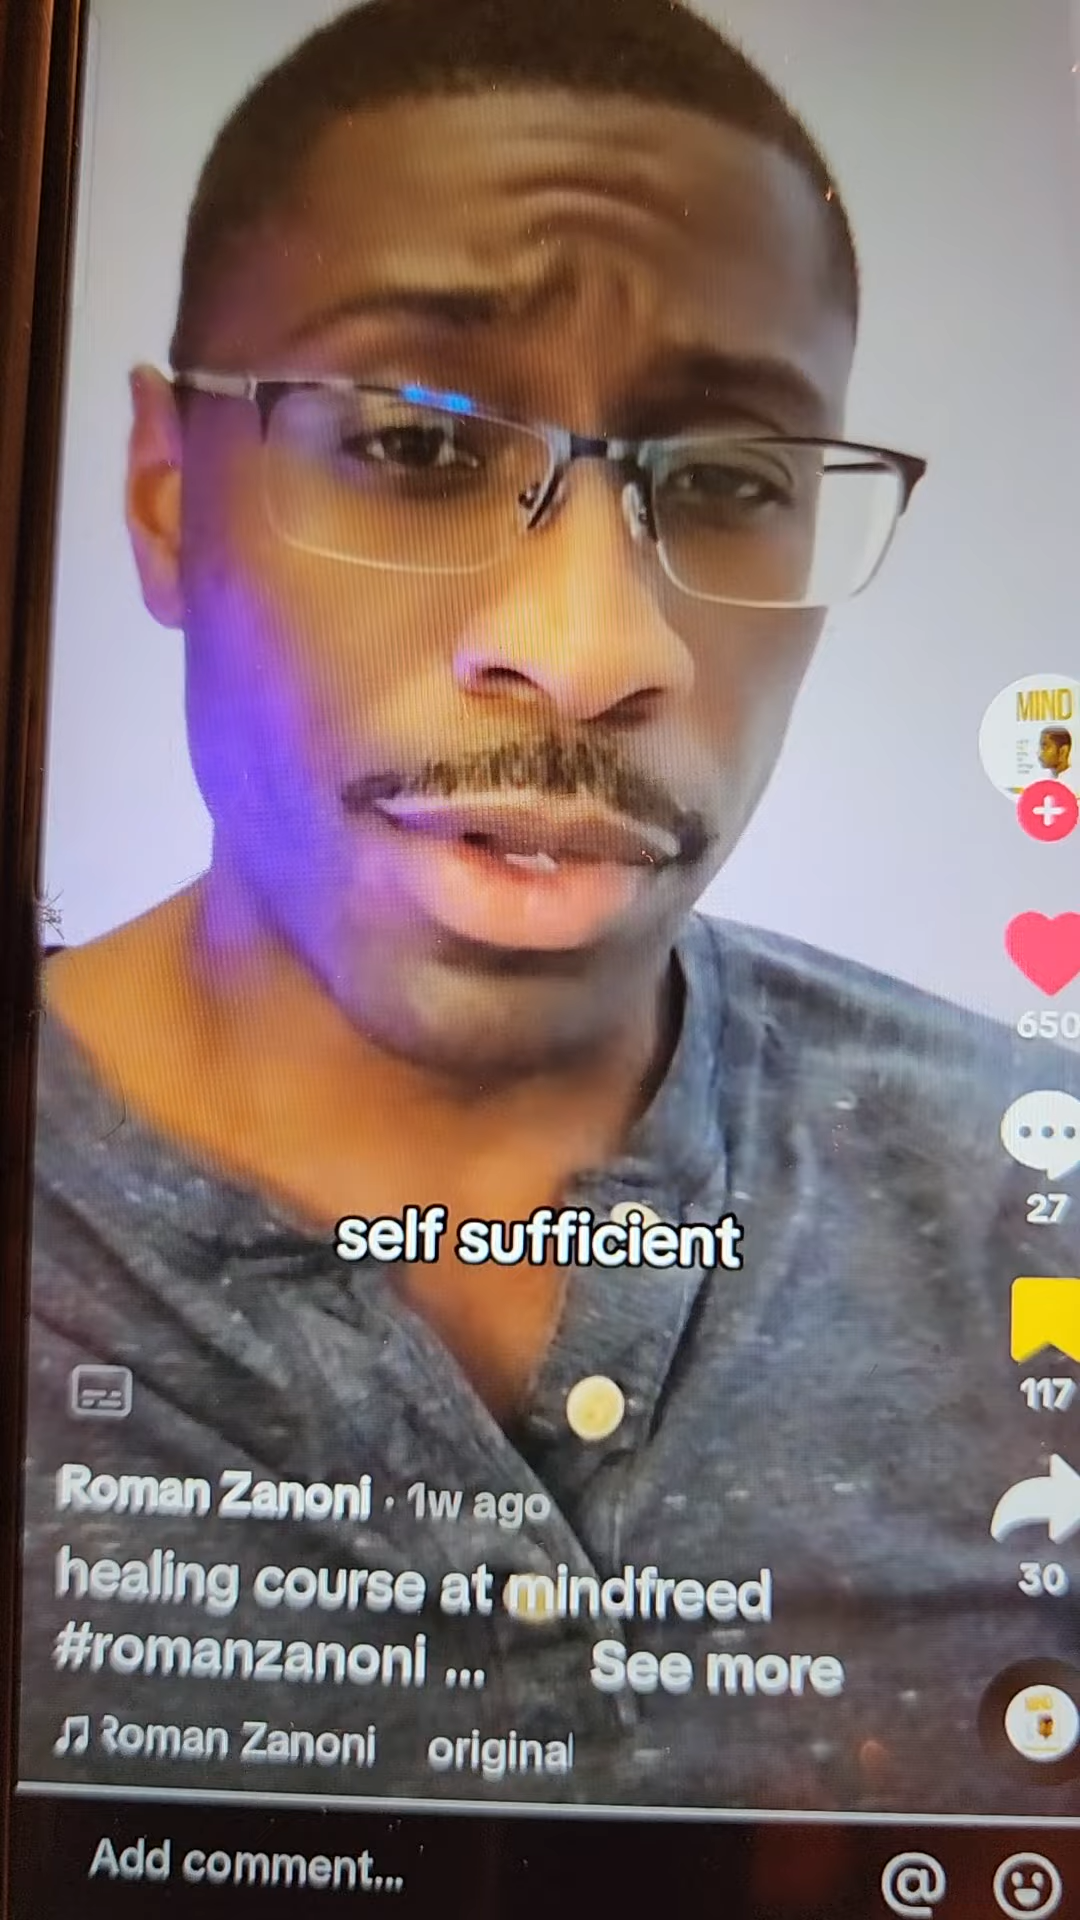 MIND
650
27
self sufficient
117
Roman Zanoni · 1w ago
30
healing course at mindfreed
#romanzanoni ... See more
Roman Zanoni original
Add comment...
@